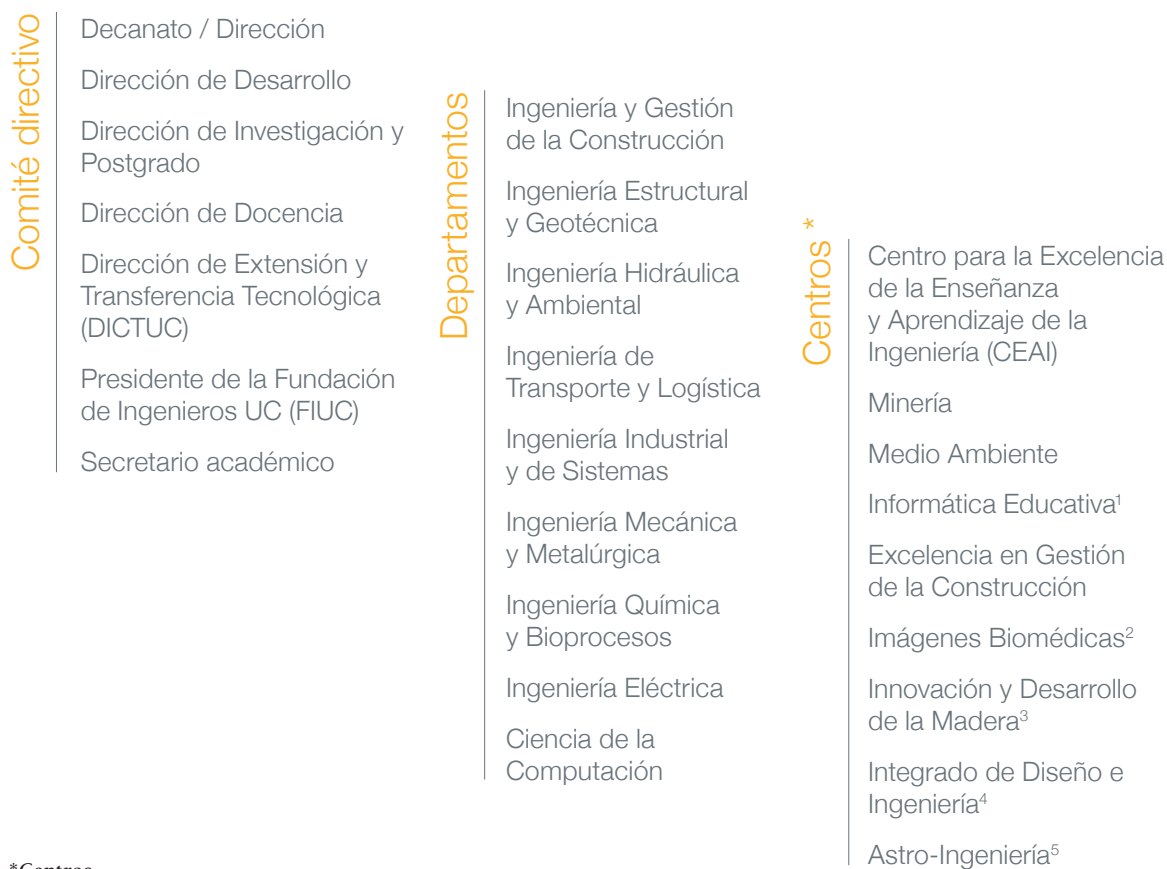 Comité directivo
Decanato / Dirección
Dirección de Desarrollo
Dirección de Investigación y
Postgrado
Dirección de Docencia
Dirección de Extensión y
Transferencia Tecnológica
(DICTUC)
Presidente de la Fundación
de Ingenieros UC (FIUC)
Secretario académico
Departamentos
Ingeniería y Gestión
de la Construcción
Ingeniería Estructural
y Geotécnica
Ingeniería Hidráulica
y Ambiental
Ingeniería de
Transporte y Logística
Ingeniería Industrial
y de Sistemas
Ingeniería Mecánica
y Metalúrgica
Ingeniería Química
y Bioprocesos
Ingeniería Eléctrica
Ciencia de la
Computación
Centros *
Centro para la Excelencia
de la Enseñanza
y Aprendizaje de la
Ingeniería (CEAI)
Minería
Medio Ambiente
Informática Educativa¹
Excelencia en Gestión
de la Construcción
Imágenes Biomédicas²
Innovación y Desarrollo
de la Madera³
Integrado de Diseño e
Ingeniería⁴
Astro-Ingeniería⁵
*Centros